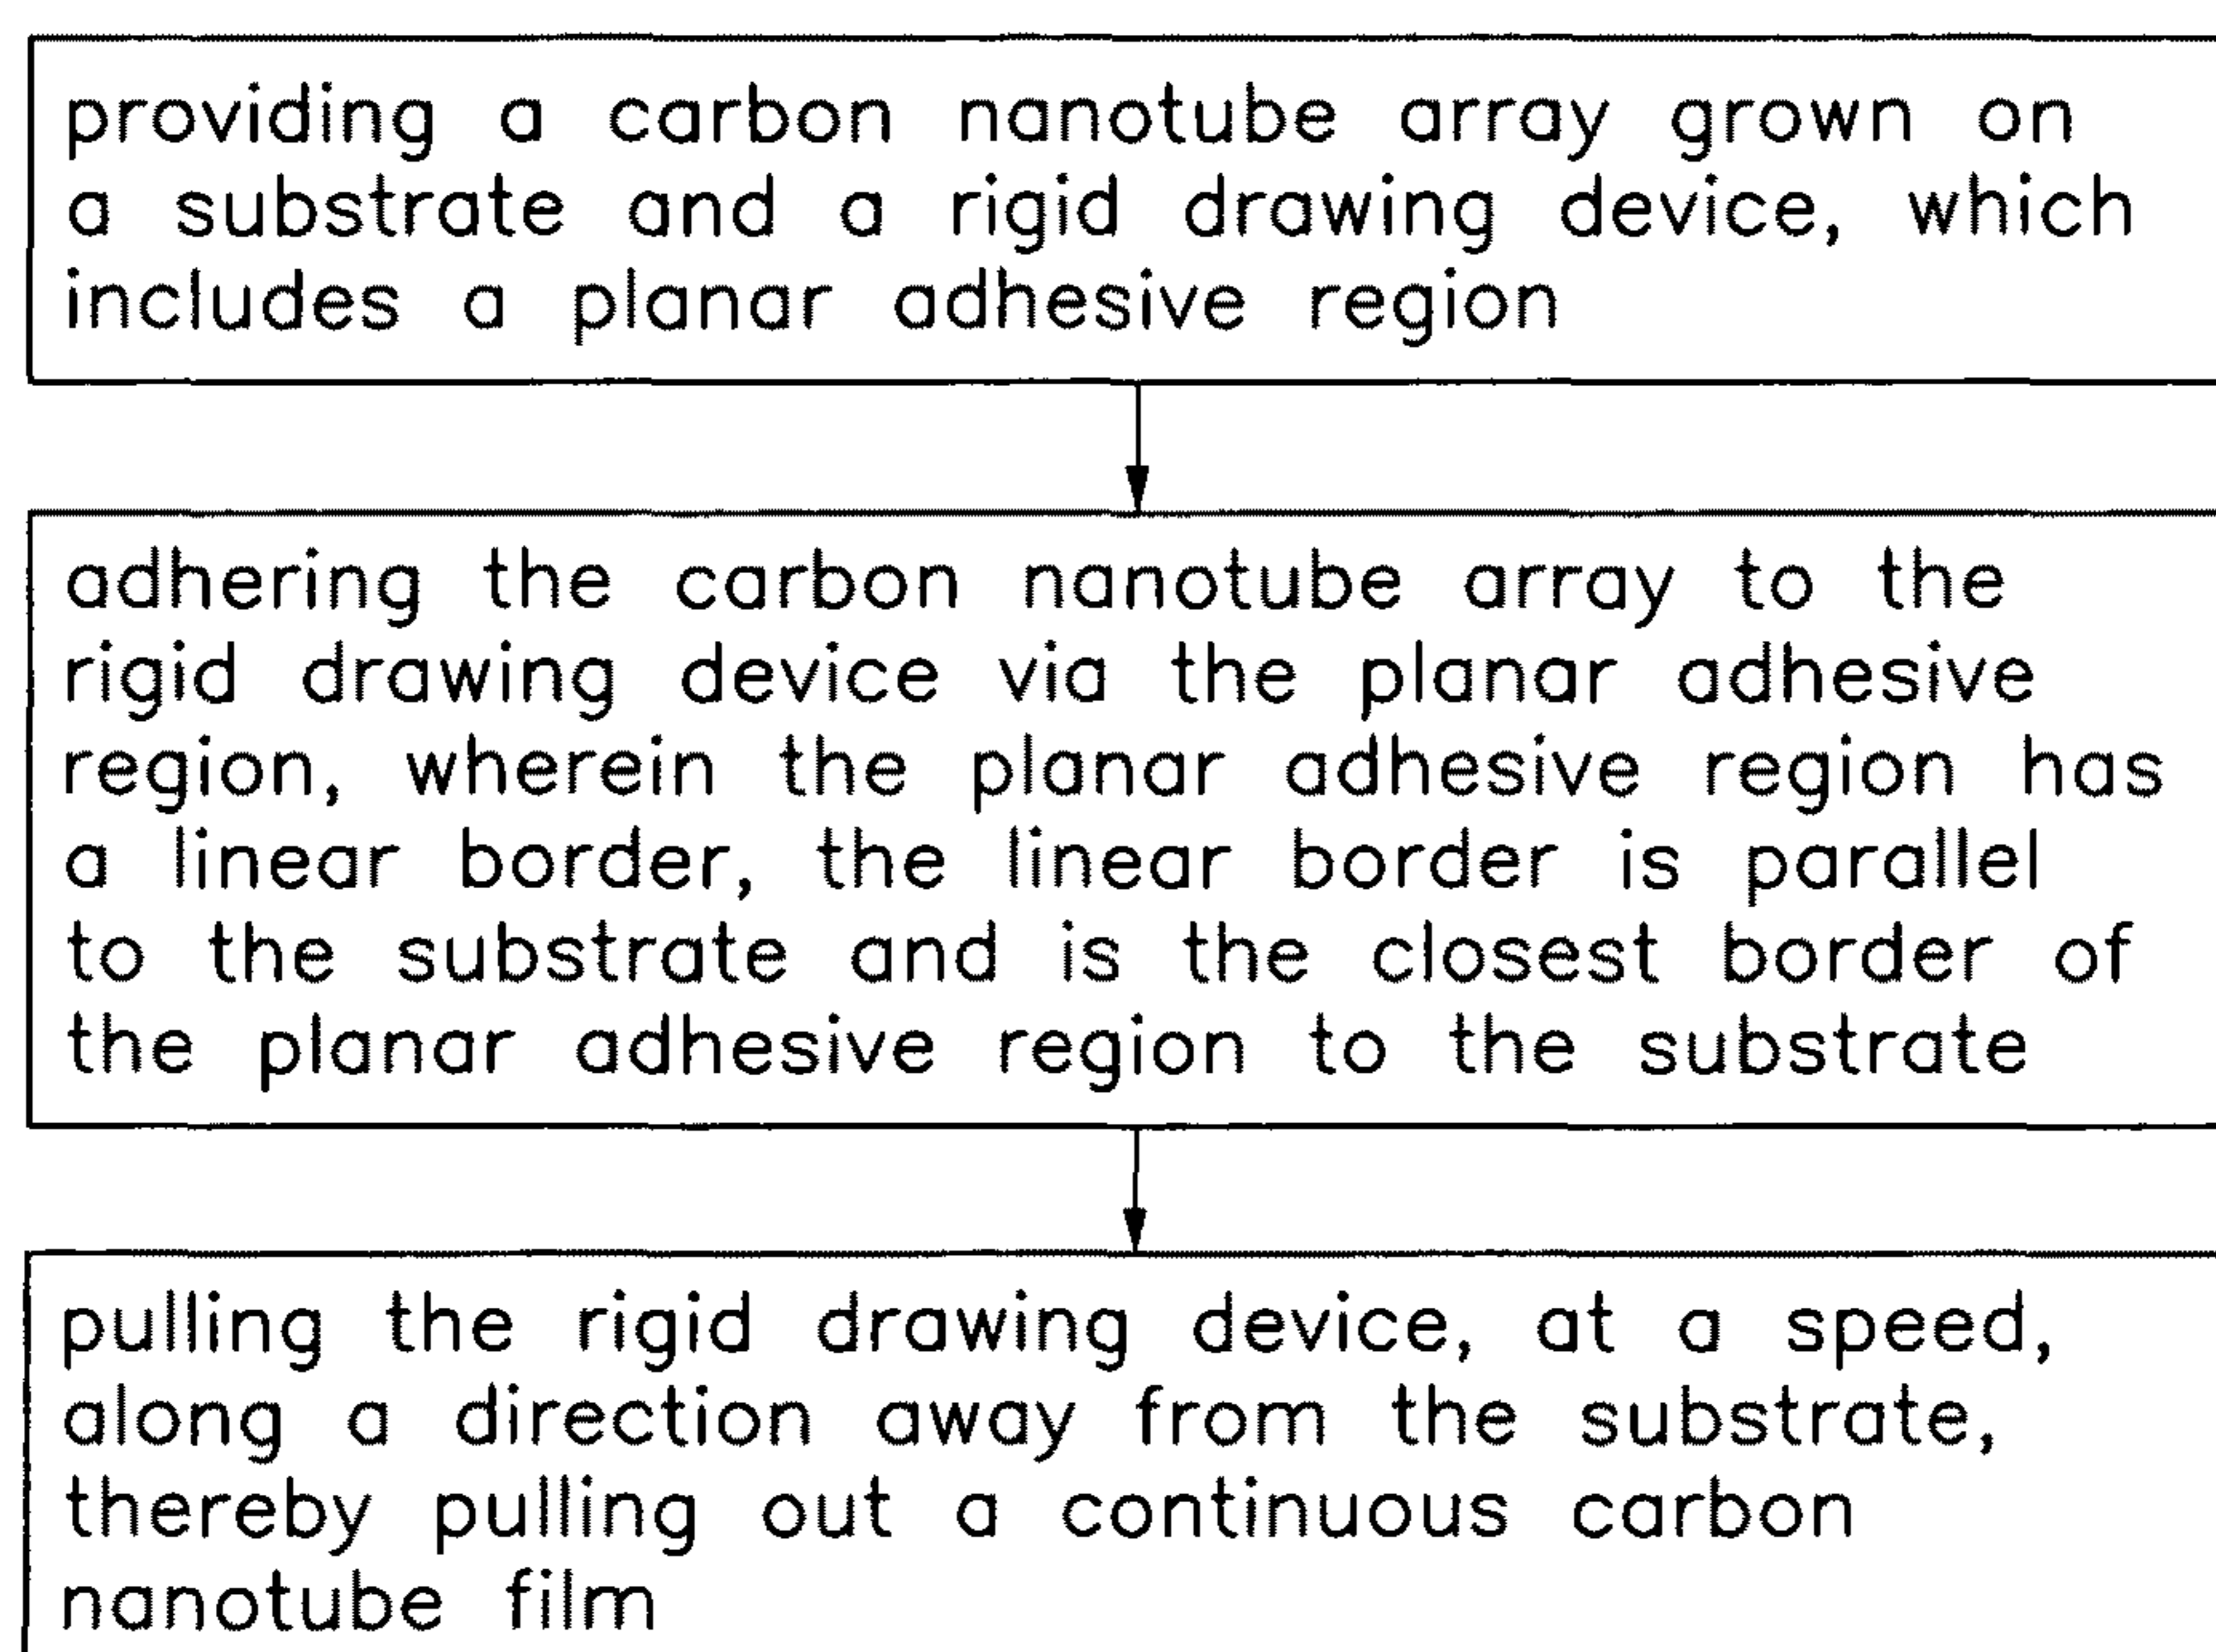 providing a carbon nanotube array grown on
a substrate and a rigid drawing device, which
includes a planar adhesive region
adhering the carbon nanotube array to the
rigid drawing device via the planar adhesive
region, wherein the planar adhesive region has
a linear border, the linear border is parallel
to the substrate and is the closest border of
the planar adhesive region to the substrate
pulling the rigid drawing device, at a speed,
along a direction away from the substrate,
thereby pulling out a continuous carbon
nanotube film